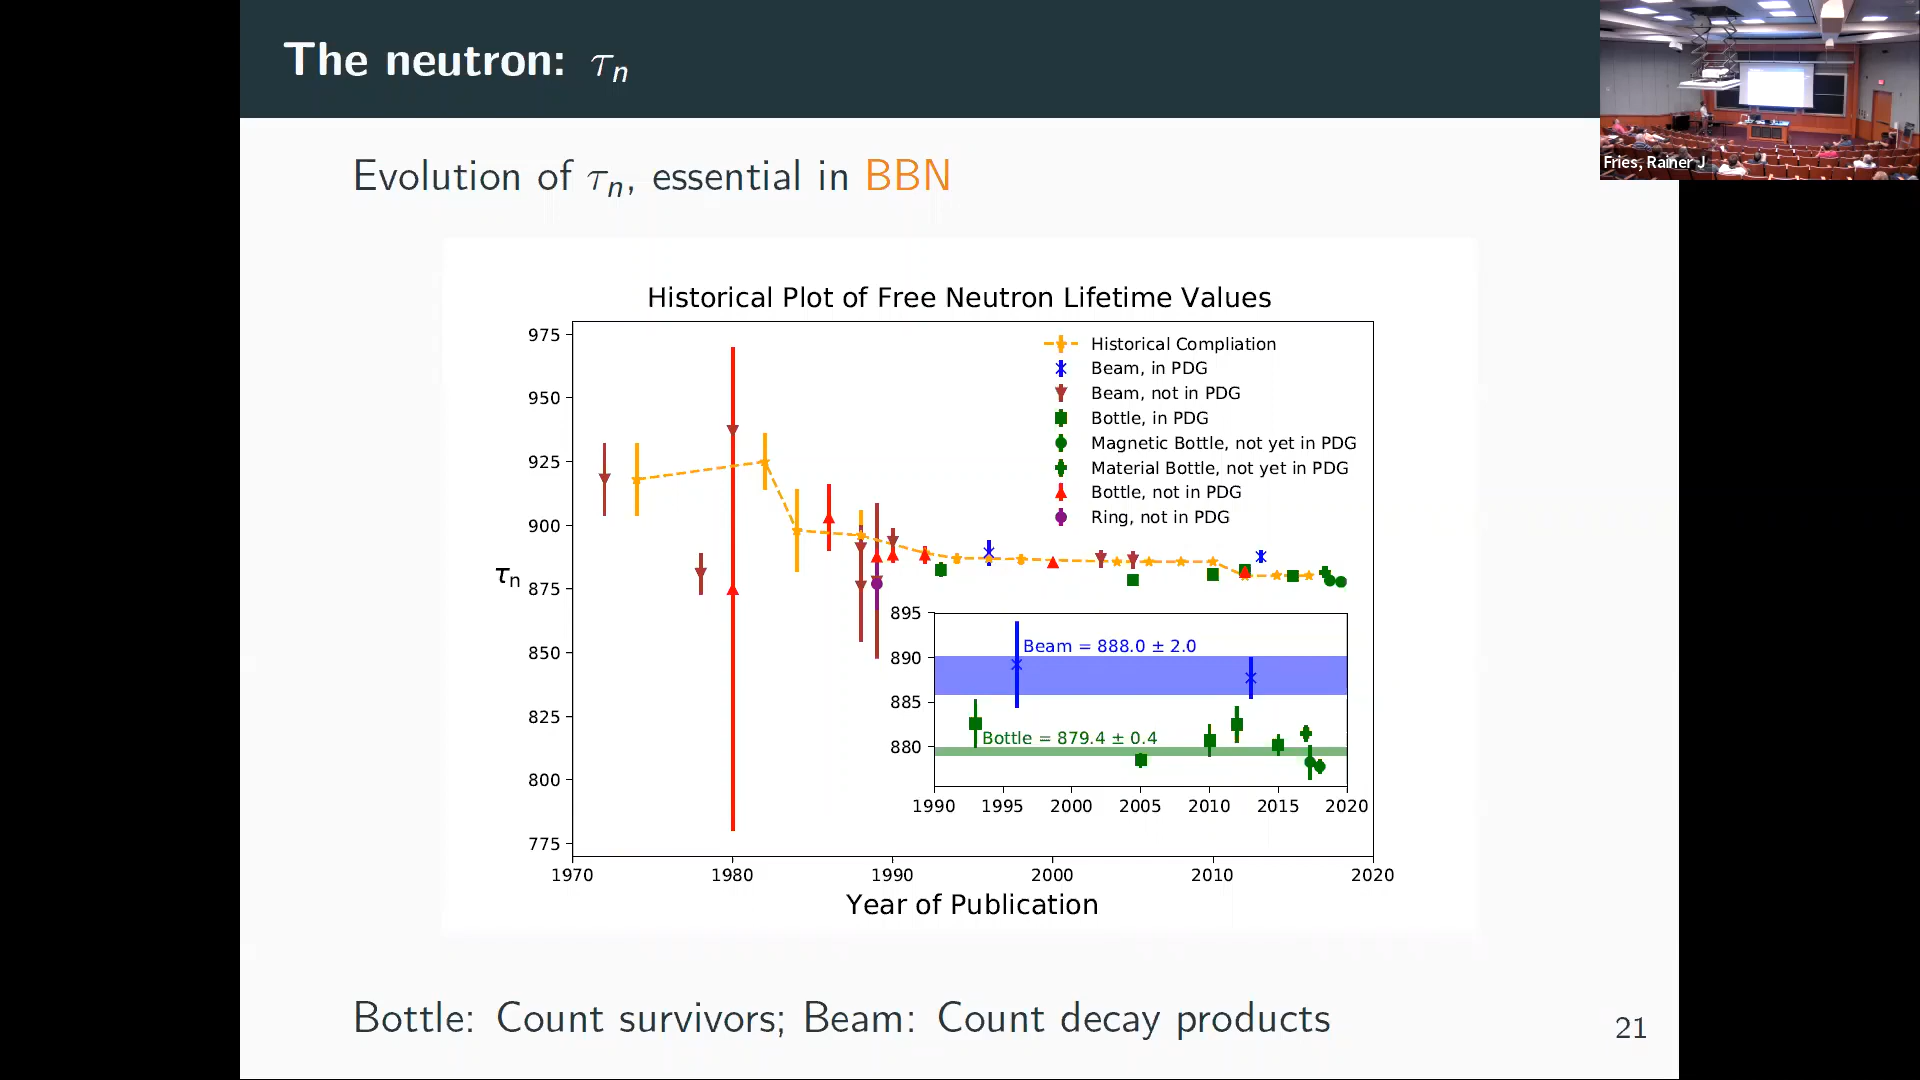 The neutron: τn
Fries, Rainer J
Evolution of τn, essential in BBN
Historical Plot of Free Neutron Lifetime Values
975
950
925
900
875
850
825
800
775
τn
Historical Compliation
Beam, in PDG
Beam, not in PDG
Bottle, in PDG
Magnetic Bottle, not yet in PDG
Material Bottle, not yet in PDG
Bottle, not in PDG
Ring, not in PDG
895
890
885
880
Beam = 888.0 ± 2.0
Bottle = 879.4 ± 0.4
1990 1995 2000 2005 2010 2015 2020
1970 1980 1990 2000 2010 2020
Year of Publication
Bottle: Count survivors; Beam: Count decay products
21